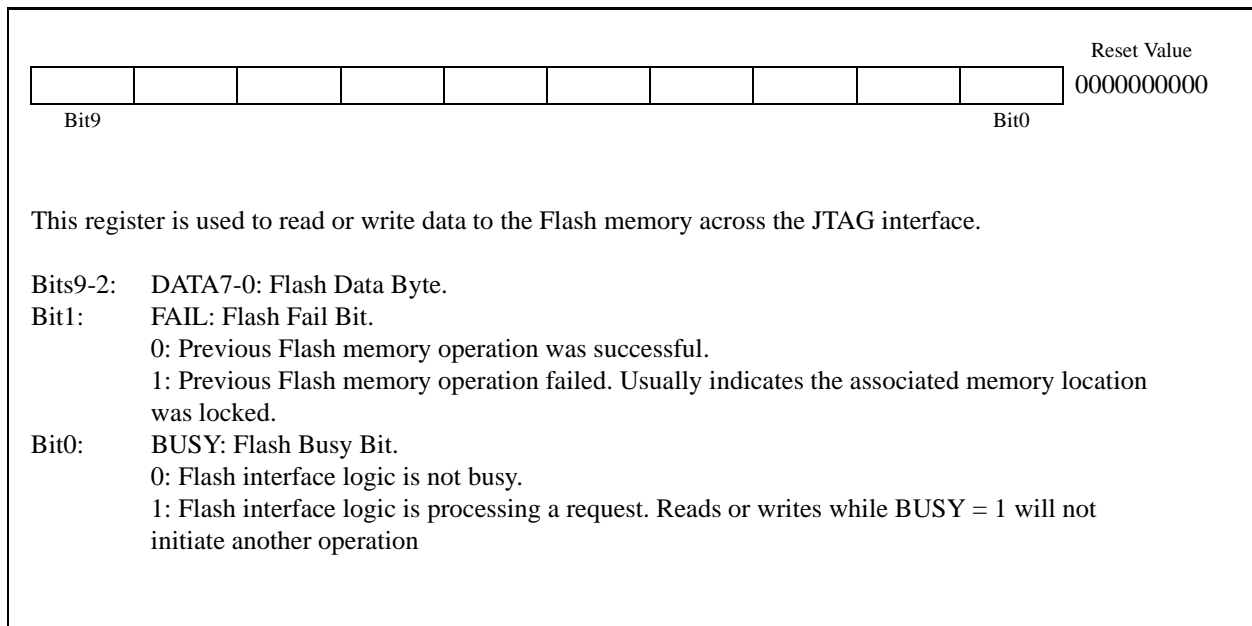 Reset Value
0000000000
Bit9 Bit0
This register is used to read or write data to the Flash memory across the JTAG interface.
Bits9-2: DATA7-0: Flash Data Byte.
Bit1: FAIL: Flash Fail Bit.
0: Previous Flash memory operation was successful.
1: Previous Flash memory operation failed. Usually indicates the associated memory location
was locked.
Bit0: BUSY: Flash Busy Bit.
0: Flash interface logic is not busy.
1: Flash interface logic is processing a request. Reads or writes while BUSY = 1 will not
initiate another operation